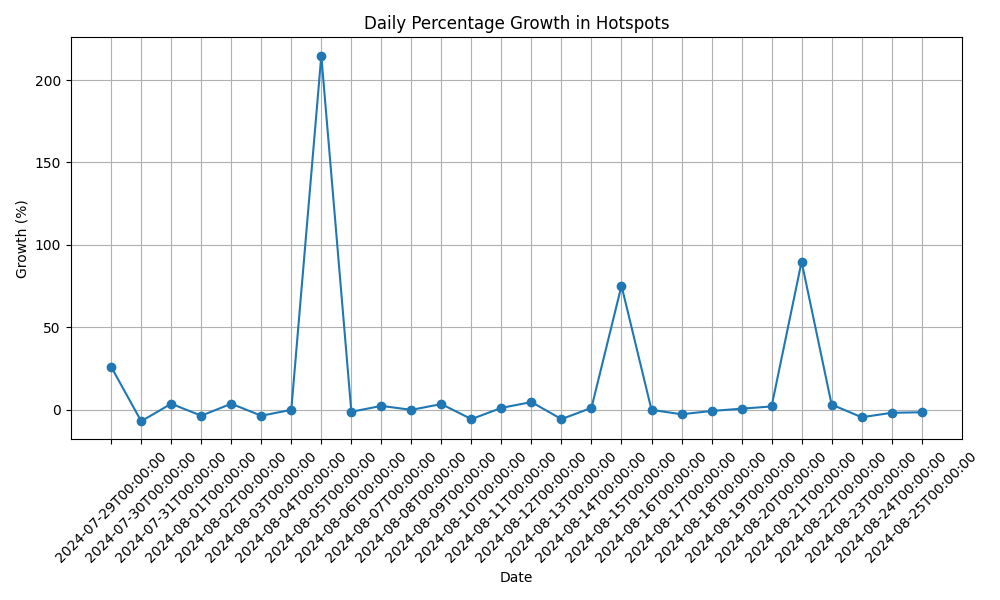 Daily Percentage Growth in Hotspots
Growth (%)
200
150
100
50
0
2024-07-29T00:00:00
2024-07-30T00:00:00
2024-07-31T00:00:00
2024-08-01T00:00:00
2024-08-02T00:00:00
2024-08-03T00:00:00
2024-08-04T00:00:00
2024-08-05T00:00:00
2024-08-06T00:00:00
2024-08-07T00:00:00
2024-08-08T00:00:00
2024-08-09T00:00:00
2024-08-10T00:00:00
2024-08-11T00:00:00
2024-08-12T00:00:00
2024-08-13T00:00:00
2024-08-14T00:00:00
2024-08-15T00:00:00
2024-08-16T00:00:00
2024-08-17T00:00:00
2024-08-18T00:00:00
2024-08-19T00:00:00
2024-08-20T00:00:00
2024-08-21T00:00:00
2024-08-22T00:00:00
2024-08-23T00:00:00
2024-08-24T00:00:00
2024-08-25T00:00:00
Date